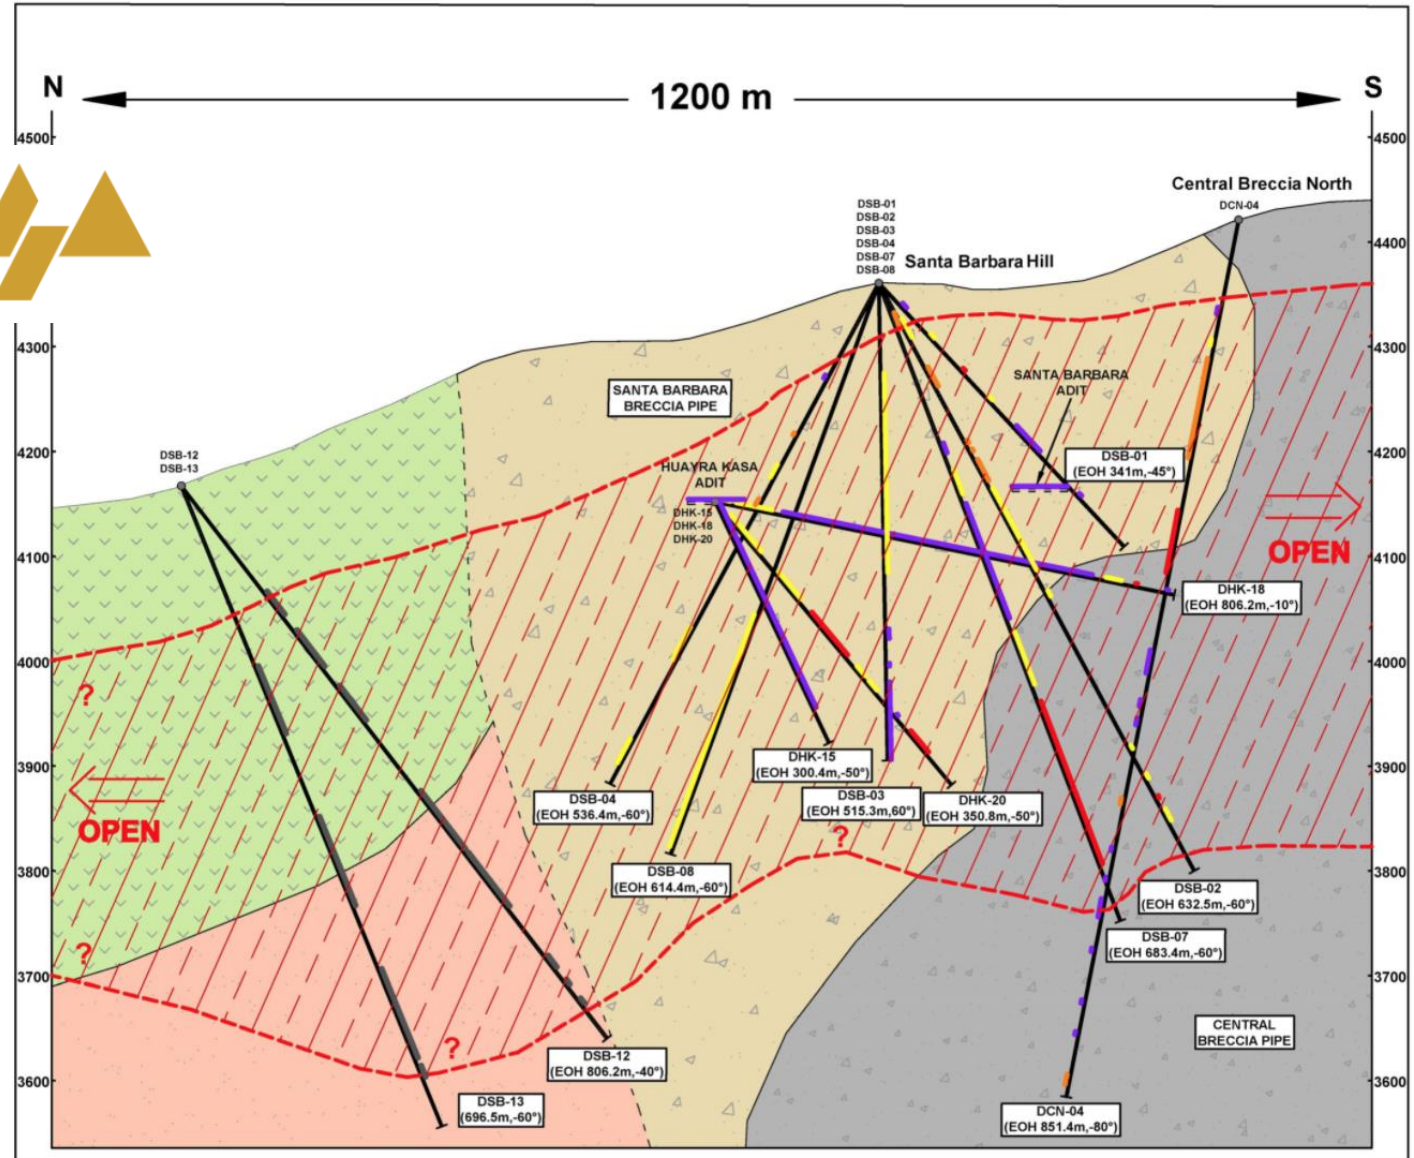 N
1200 m
S
4500
4500
Central Breccia North
DCN-04
DSB-01
DSB-02
DSB-03
DSB-04
DSB-07
DSB-08
Santa Barbara Hill
4400
4300
4300
SANTA BARBARA
BRECCIA PIPE
SANTA BARBARA
ADIT
DSB-12
DSB-13
4200
4200
HUAYRA KASA
ADIT
DSB-01
(EOH 341m,-45°)
DHK-15
DHK-18
DHK-20
4100
4100
OPEN
DHK-18
(EOH 806.2m,-10°)
4000
4000
?
3900
3900
DHK-15
(EOH 300.4m,-50°)
DSB-04
(EOH 536.4m,-60°)
DSB-03
(EOH 515.3m,60°)
DHK-20
(EOH 350.8m,-50°)
OPEN
?
3800
3800
DSB-08
(EOH 614.4m,-60°)
DSB-02
(EOH 632.5m,-60°)
DSB-07
(EOH 683.4m,-60°)
?
3700
3700
CENTRAL
BRECCIA PIPE
?
DSB-12
(EOH 806.2m,-40°)
3600
3600
DSB-13
(696.5m,-60°)
DCN-04
(EOH 851.4m,-80°)